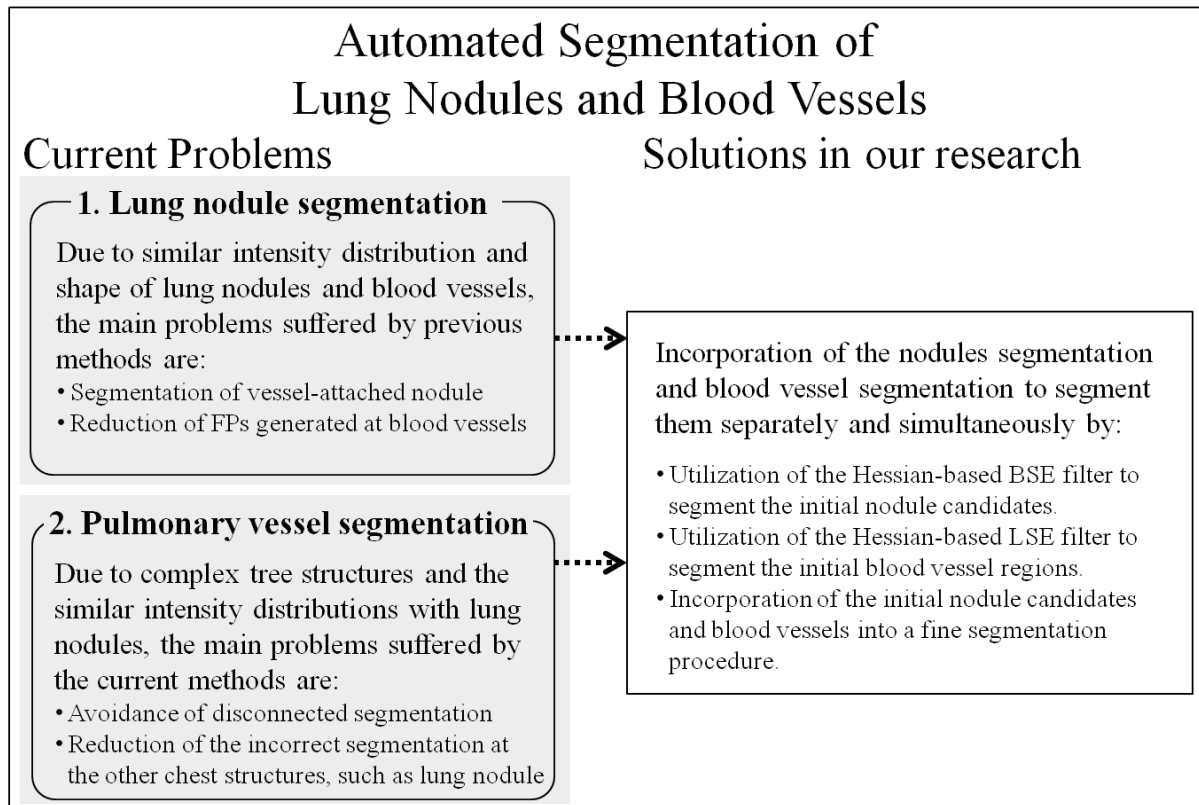 Automated Segmentation of
Lung Nodules and Blood Vessels
Current Problems
Solutions in our research
1. Lung nodule segmentation
Due to similar intensity distribution and
shape of lung nodules and blood vessels,
the main problems suffered by previous
methods are:
• Segmentation of vessel-attached nodule
• Reduction of FPs generated at blood vessels
2. Pulmonary vessel segmentation
Due to complex tree structures and the
similar intensity distributions with lung
nodules, the main problems suffered by
the current methods are:
• Avoidance of disconnected segmentation
• Reduction of the incorrect segmentation at
the other chest structures, such as lung nodule
Incorporation of the nodules segmentation
and blood vessel segmentation to segment
them separately and simultaneously by:
• Utilization of the Hessian-based BSE filter to
segment the initial nodule candidates.
• Utilization of the Hessian-based LSE filter to
segment the initial blood vessel regions.
• Incorporation of the initial nodule candidates
and blood vessels into a fine segmentation
procedure.